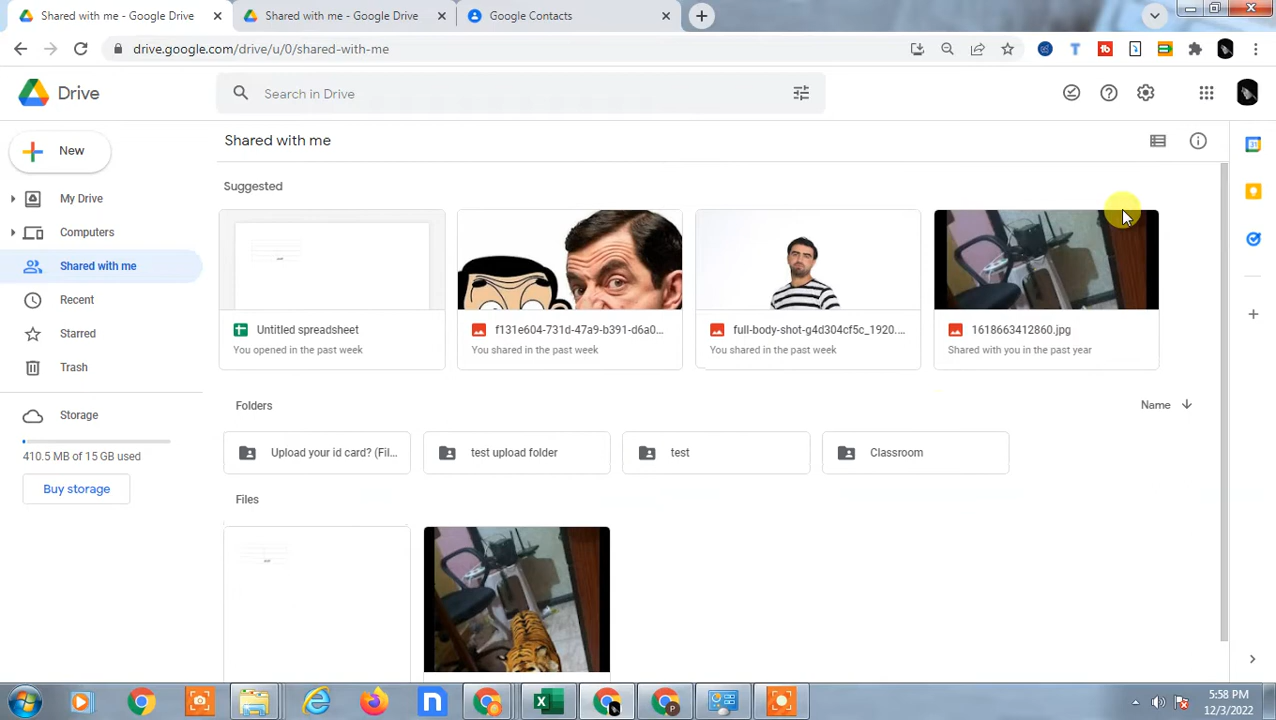 Shared with me - Google Drive
Shared with me - Google Drive
Google Contacts
drive.google.com/drive/u/0/shared-with-me
Drive
Search in Drive
New
Shared with me
My Drive
Computers
Shared with me
Recent
Starred
Trash
Storage
410.5 MB of 15 GB used
Buy storage
Suggested
Untitled spreadsheet
You opened in the past week
f131e604-731d-47a9-b391-d6a0...
You shared in the past week
full-body-shot-g4d304cf5c_1920....
You shared in the past week
1618663412860.jpg
Shared with you in the past year
Folders
Name
Upload your id card? (Fil...
test upload folder
test
Classroom
Files
31
5:58 PM
12/3/2022